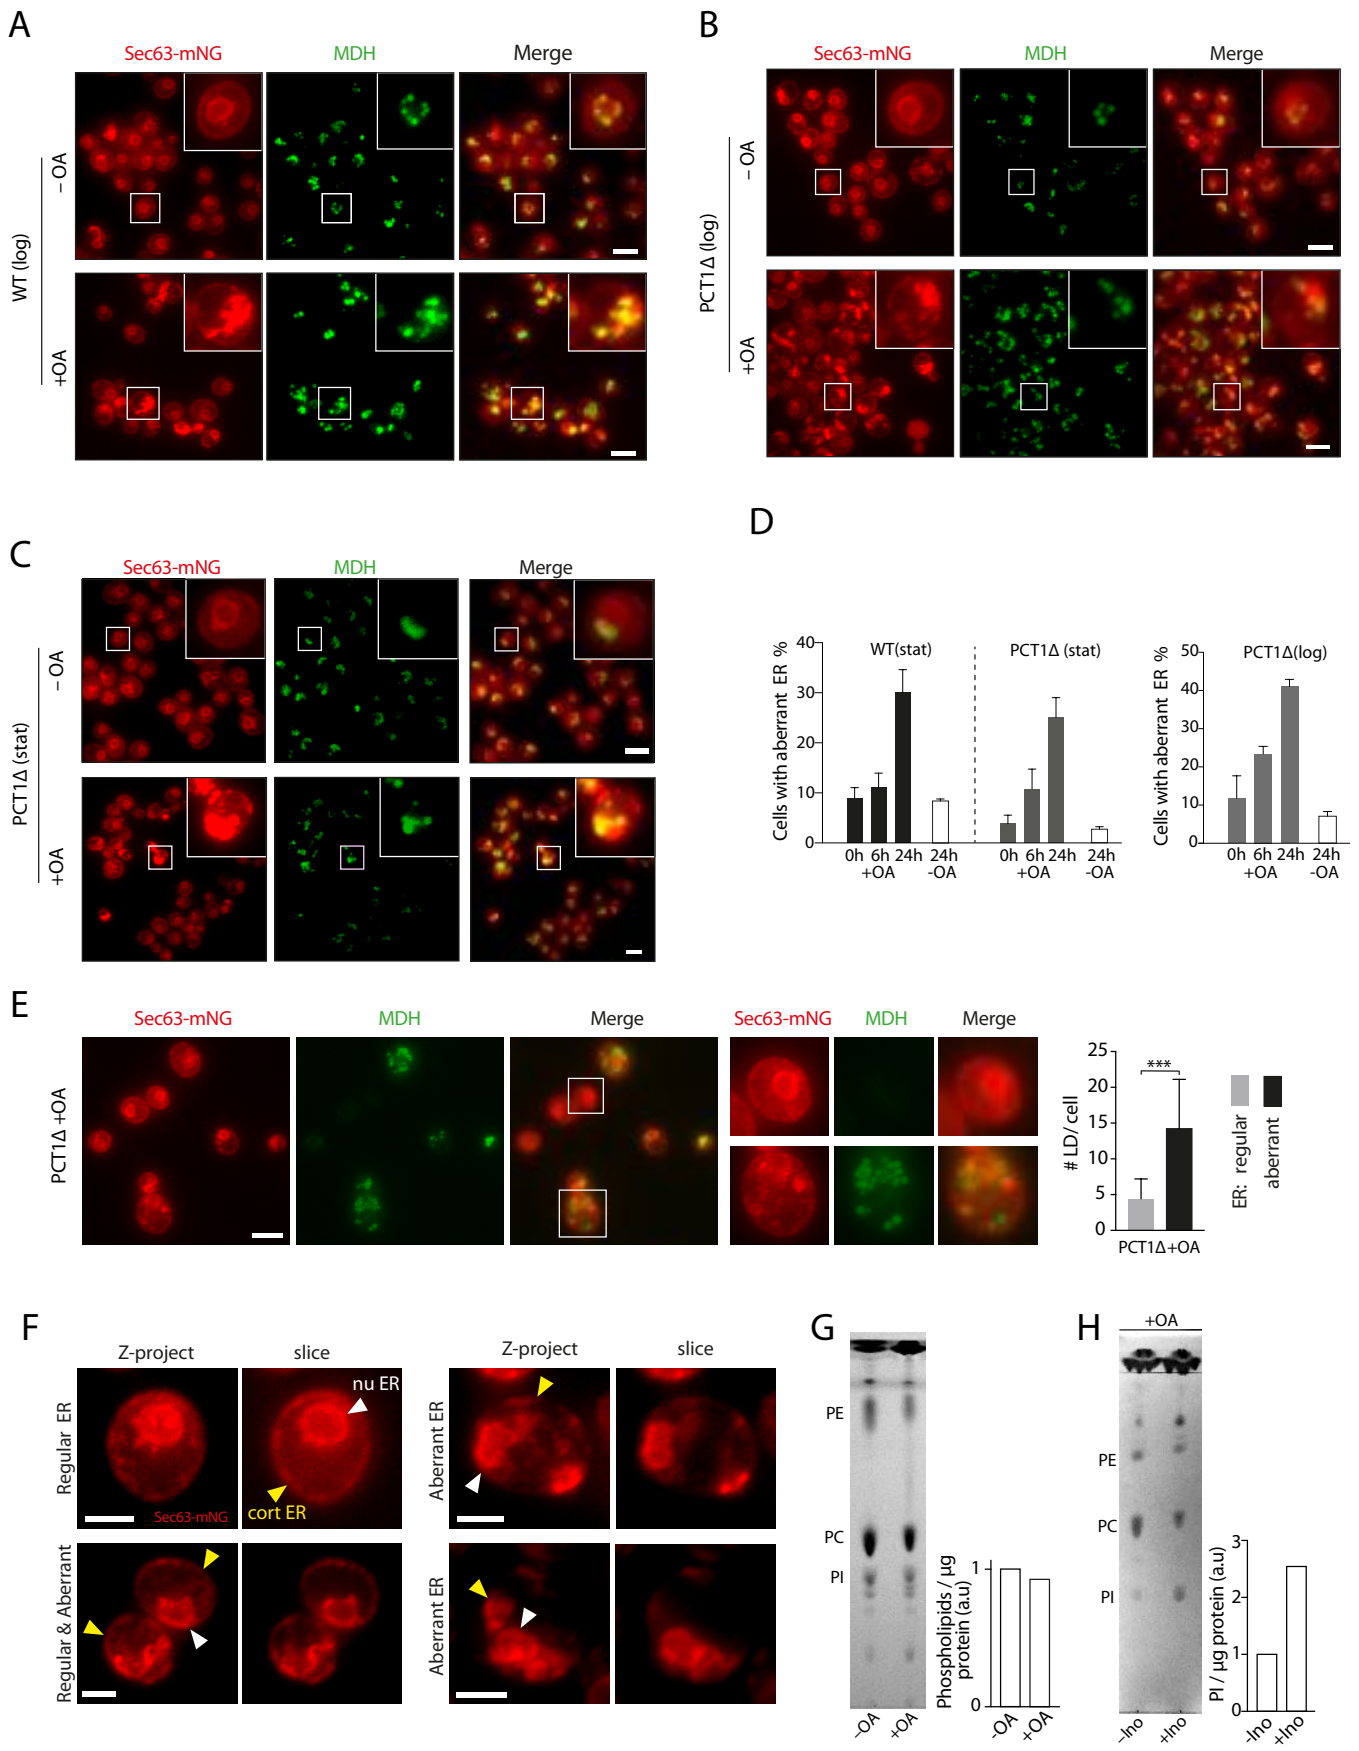 A
Sec63-mNG MDH Merge
WT (log)
– OA
+OA
B
Sec63-mNG MDH Merge
PCT1Δ (log)
– OA
+OA
C
Sec63-mNG MDH Merge
PCT1Δ (stat)
– OA
+OA
D
Cells with aberrant ER %
40
30
20
10
0
WT(stat) PCT1Δ (stat)
0h 6h 24h 24h 0h 6h 24h 24h
+OA -OA +OA -OA
Cells with aberrant ER %
50
40
30
20
10
0
PCT1Δ(log)
0h 6h 24h 24h
+OA -OA
E
Sec63-mNG MDH Merge Sec63-mNG MDH Merge
PCT1Δ +OA
# LD/ cell
25
20
15
10
5
0
***
PCT1Δ+OA
ER: regular
aberrant
F
Z-project slice Z-project slice
Regular ER
Sec63-mNG
nu ER
cort ER
Aberrant ER
Regular & Aberrant
Aberrant ER
G
PE
PC
PI
–OA +OA
Phospholipids / µg
protein (a.u)
1
0
-OA +OA
H
+OA
PE
PC
PI
–Ino +Ino
PI / µg protein (a.u)
3
2
1
0
-Ino +Ino